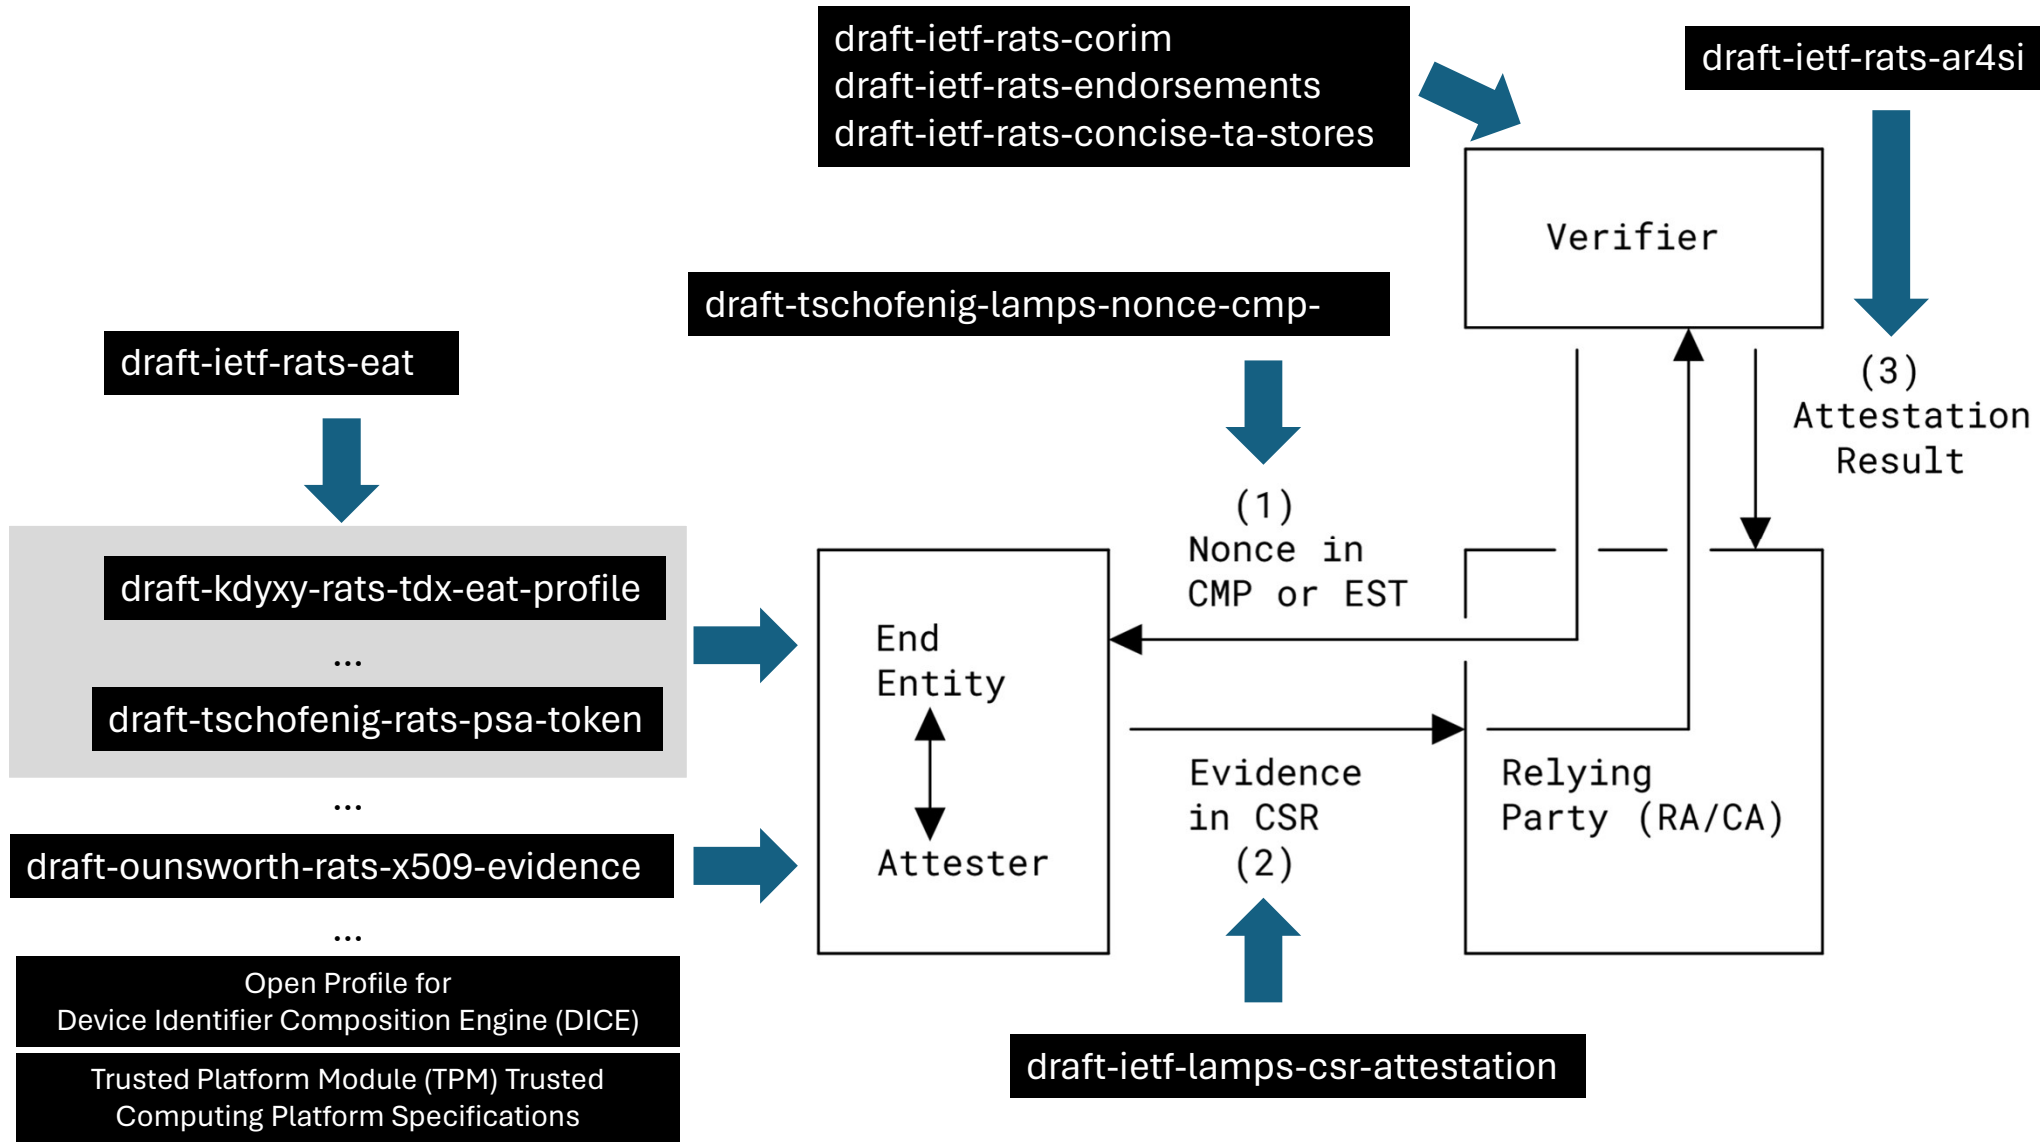 draft-ietf-rats-corim
draft-ietf-rats-endorsements
draft-ietf-rats-concise-ta-stores
draft-ietf-rats-ar4si
Verifier
draft-tschofenig-lamps-nonce-cmp-
draft-ietf-rats-eat
(3)
Attestation
Result
(1)
Nonce in
CMP or EST
draft-kdyxy-rats-tdx-eat-profile
...
draft-tschofenig-rats-psa-token
...
draft-ounsworth-rats-x509-evidence
...
Open Profile for
Device Identifier Composition Engine (DICE)
Trusted Platform Module (TPM) Trusted
Computing Platform Specifications
End
Entity
Attester
Evidence
in CSR
(2)
Relying
Party (RA/CA)
draft-ietf-lamps-csr-attestation